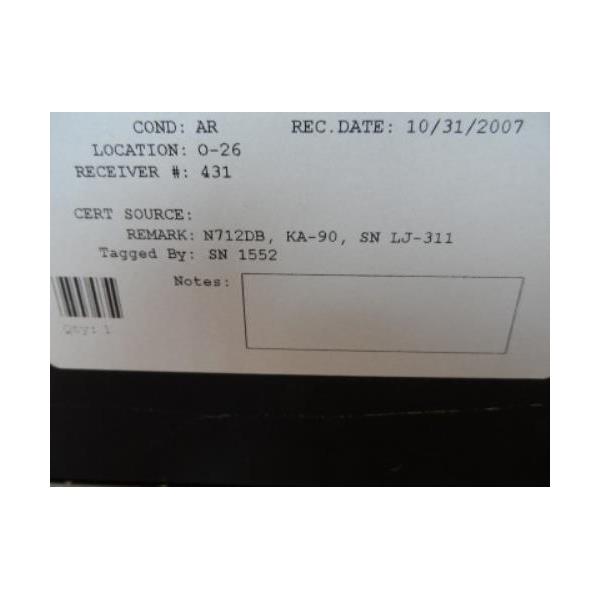 COND: AR REC.DATE: 10/31/2007
LOCATION: O-26
RECEIVER #: 431
CERT SOURCE:
REMARK: N712DB, KA-90, SN LJ-311
Tagged By: SN 1552
Notes:
Qty: 1